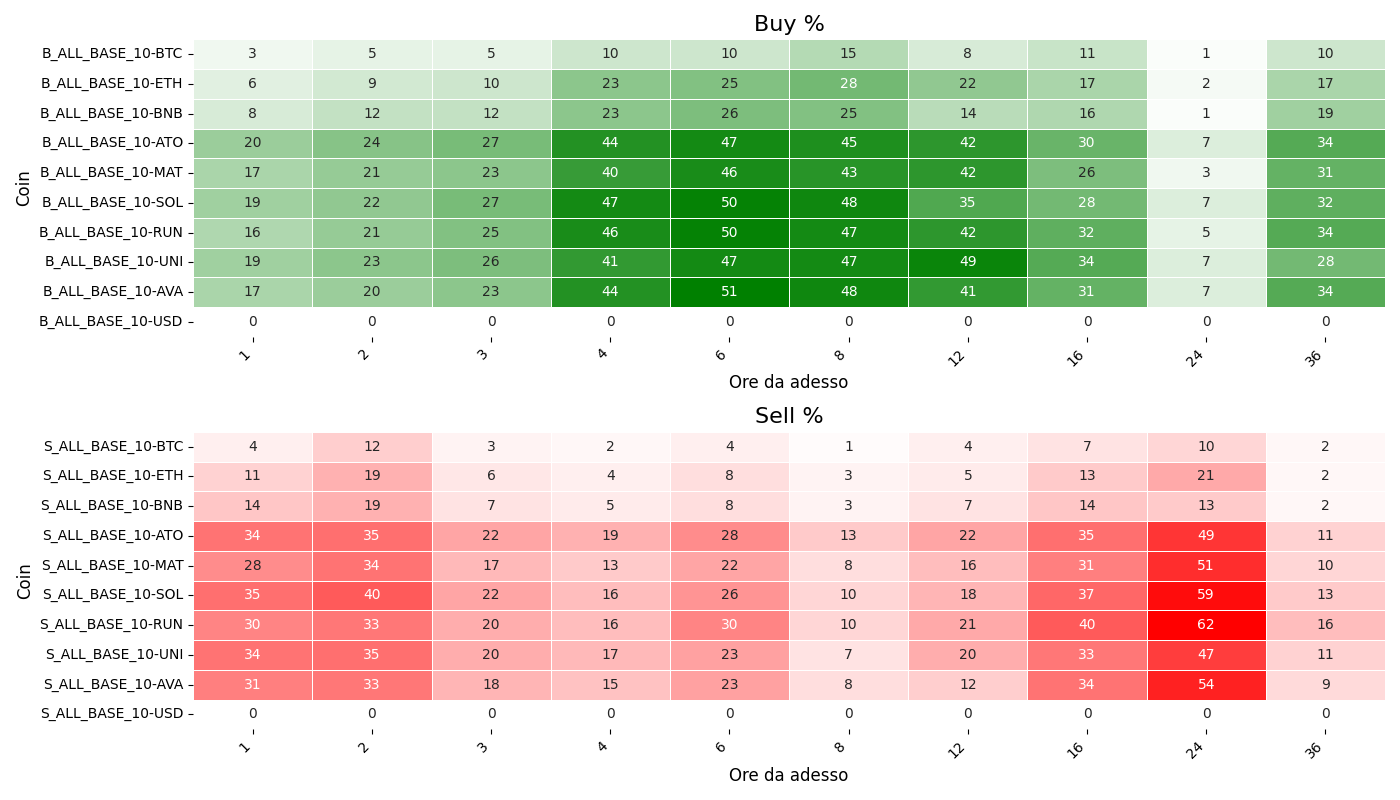 Buy %
Coin
B_ALL_BASE_10-BTC 3 5 5 10 10 15 8 11 1 10
B_ALL_BASE_10-ETH 6 9 10 23 25 28 22 17 2 17
B_ALL_BASE_10-BNB 8 12 12 23 26 25 14 16 1 19
B_ALL_BASE_10-ATO 20 24 27 44 47 45 42 30 7 34
B_ALL_BASE_10-MAT 17 21 23 40 46 43 42 26 3 31
B_ALL_BASE_10-SOL 19 22 27 47 50 48 35 28 7 32
B_ALL_BASE_10-RUN 16 21 25 46 50 47 42 32 5 34
B_ALL_BASE_10-UNI 19 23 26 41 47 47 49 34 7 28
B_ALL_BASE_10-AVA 17 20 23 44 51 48 41 31 7 34
B_ALL_BASE_10-USD 0 0 0 0 0 0 0 0 0 0
1 2 3 4 6 8 12 16 24 36
Ore da adesso
Sell %
Coin
S_ALL_BASE_10-BTC 4 12 3 2 4 1 4 7 10 2
S_ALL_BASE_10-ETH 11 19 6 4 8 3 5 13 21 2
S_ALL_BASE_10-BNB 14 19 7 5 8 3 7 14 13 2
S_ALL_BASE_10-ATO 34 35 22 19 28 13 22 35 49 11
S_ALL_BASE_10-MAT 28 34 17 13 22 8 16 31 51 10
S_ALL_BASE_10-SOL 35 40 22 16 26 10 18 37 59 13
S_ALL_BASE_10-RUN 30 33 20 16 30 10 21 40 62 16
S_ALL_BASE_10-UNI 34 35 20 17 23 7 20 33 47 11
S_ALL_BASE_10-AVA 31 33 18 15 23 8 12 34 54 9
S_ALL_BASE_10-USD 0 0 0 0 0 0 0 0 0 0
1 2 3 4 6 8 12 16 24 36
Ore da adesso